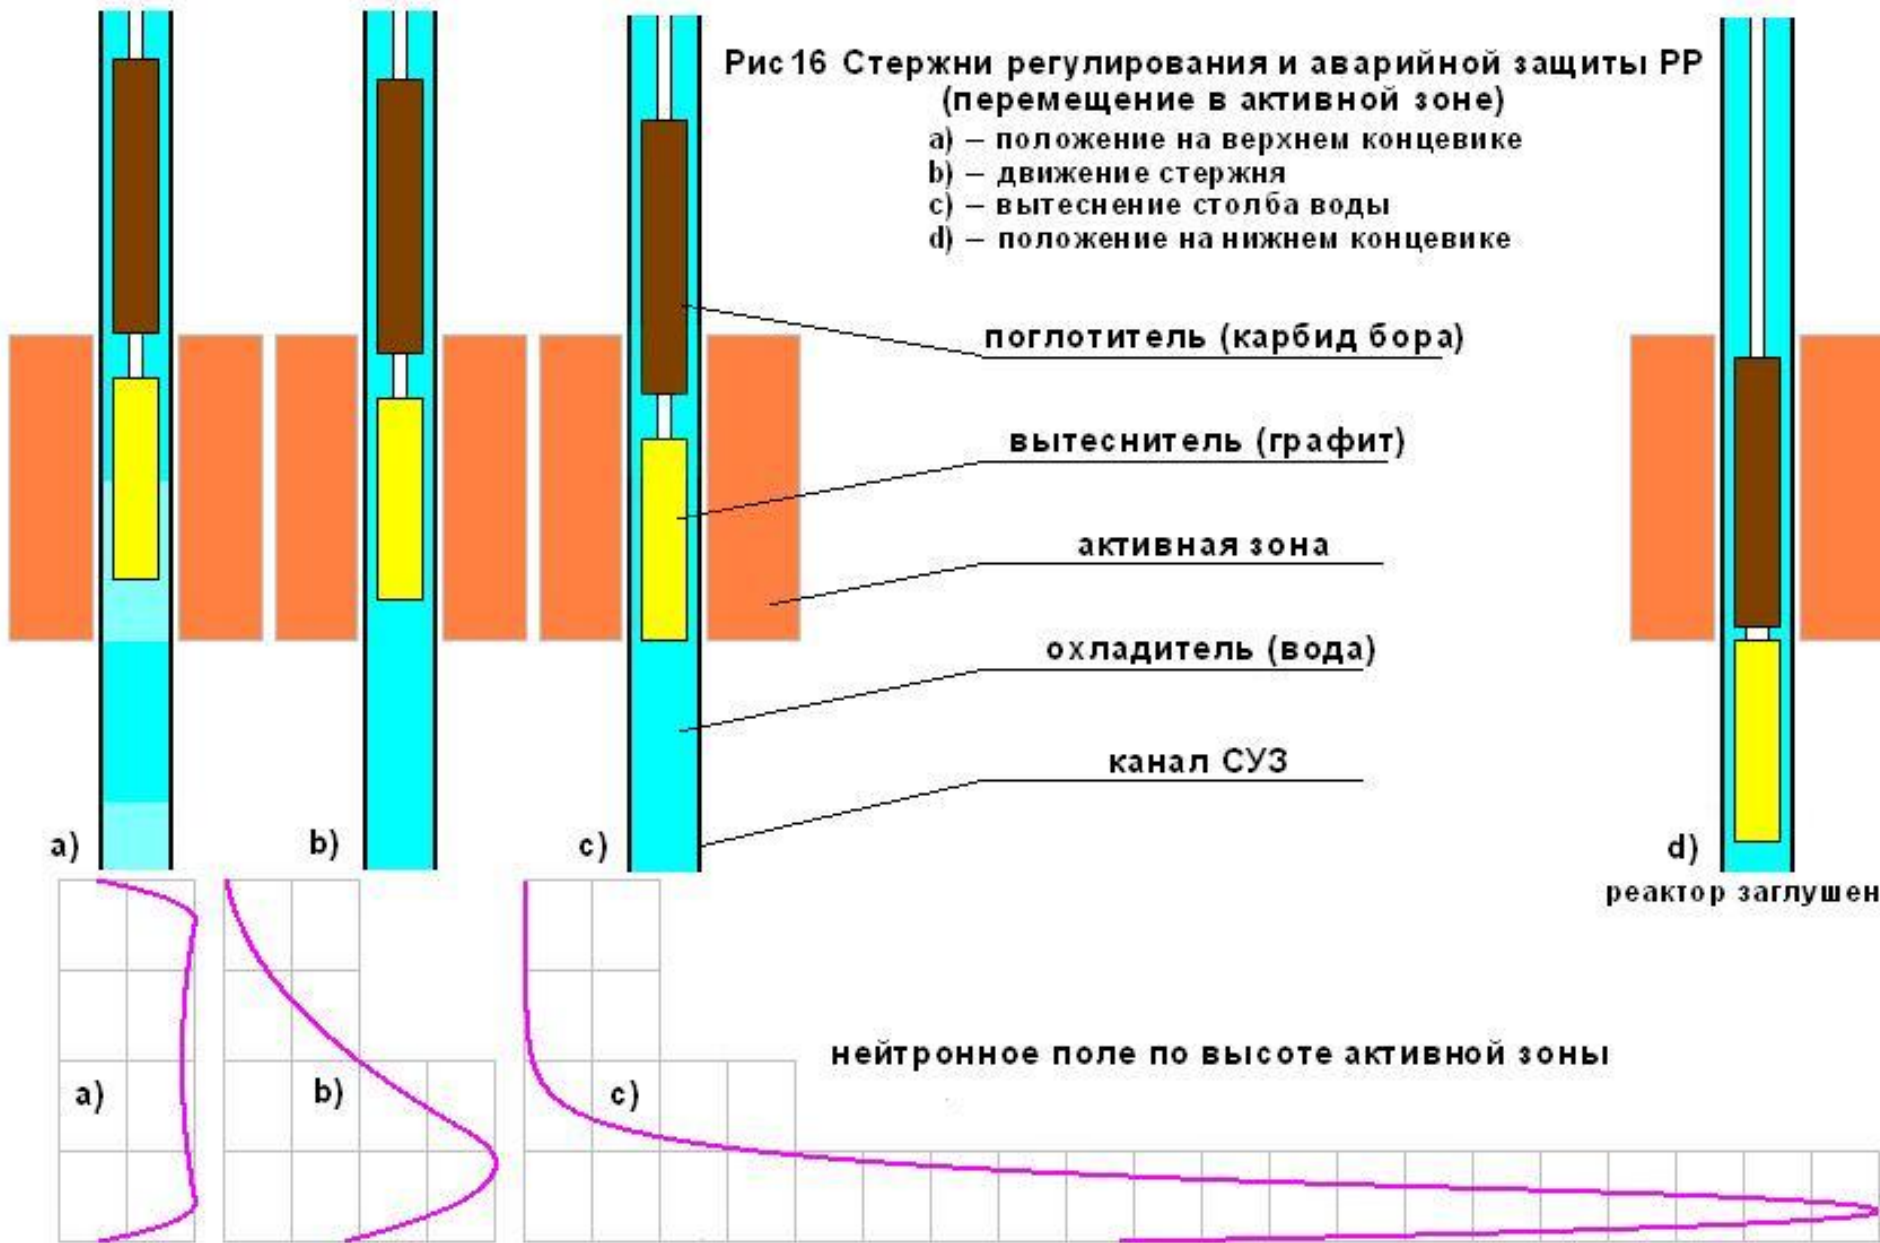 Рис 16 Стержни регулирования и аварийной защиты РР
(перемещение в активной зоне)
а) – положение на верхнем концевике
b) – движение стержня
с) – вытеснение столба воды
d) – положение на нижнем концевике
поглотитель (карбид бора)
вытеснитель (графит)
активная зона
охладитель (вода)
канал СУЗ
а)
b)
с)
d)
реактор заглушен
нейтронное поле по высоте активной зоны
а)
b)
с)